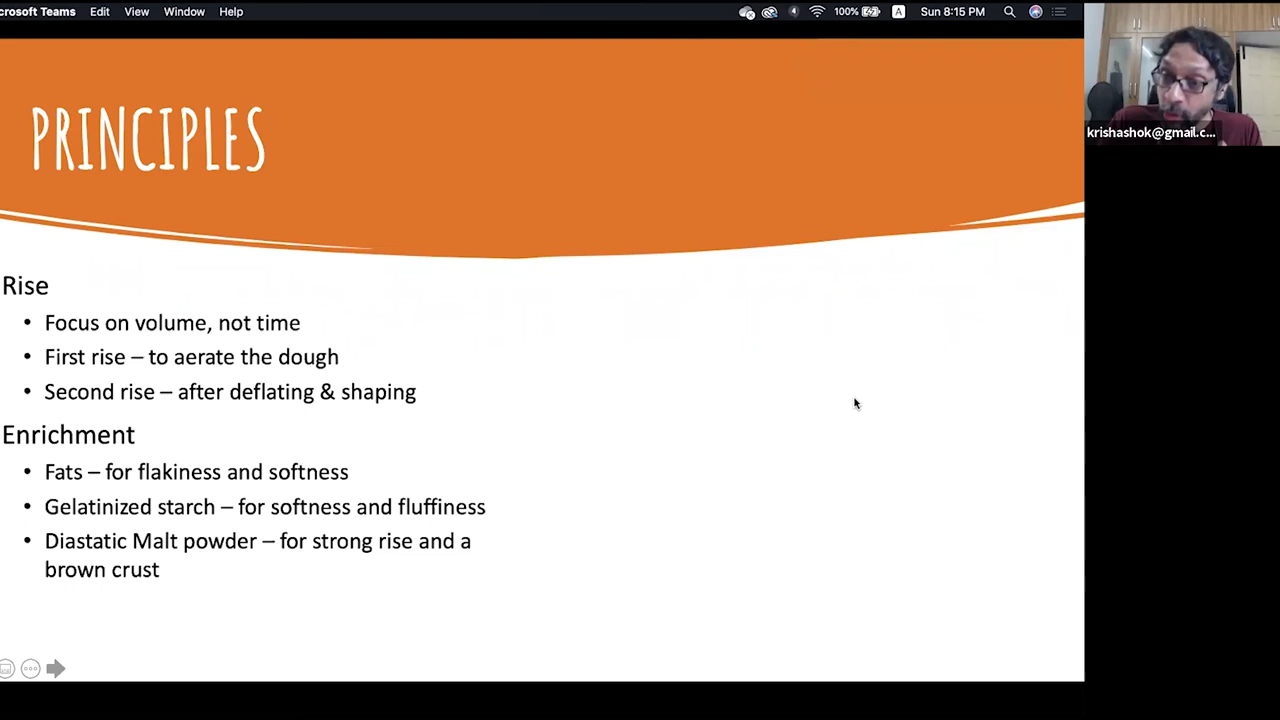 crosoft Teams Edit View Window Help 100% A Sun 8:15 PM
PRINCIPLES
krishashok@gmail.c...
Rise
• Focus on volume, not time
• First rise – to aerate the dough
• Second rise – after deflating & shaping
Enrichment
• Fats – for flakiness and softness
• Gelatinized starch – for softness and fluffiness
• Diastatic Malt powder – for strong rise and a
brown crust